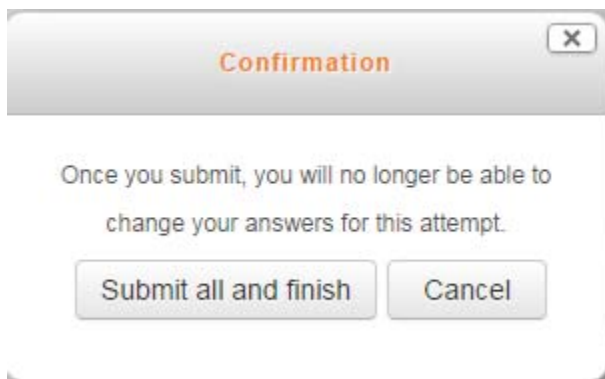 Confirmation
Once you submit, you will no longer be able to
change your answers for this attempt.
Submit all and finish
Cancel